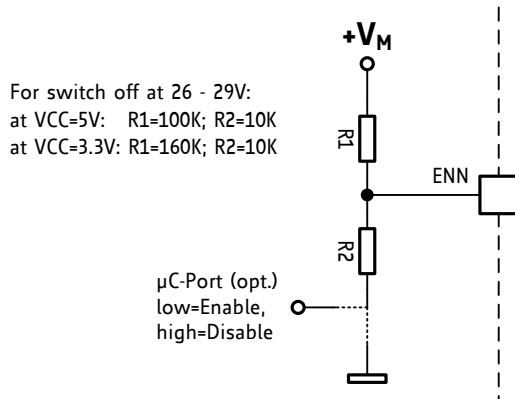 +VM
For switch off at 26 - 29V:
at VCC=5V: R1=100K; R2=10K
at VCC=3.3V: R1=160K; R2=10K
R1
ENN
R2
µC-Port (opt.)
low=Enable,
high=Disable